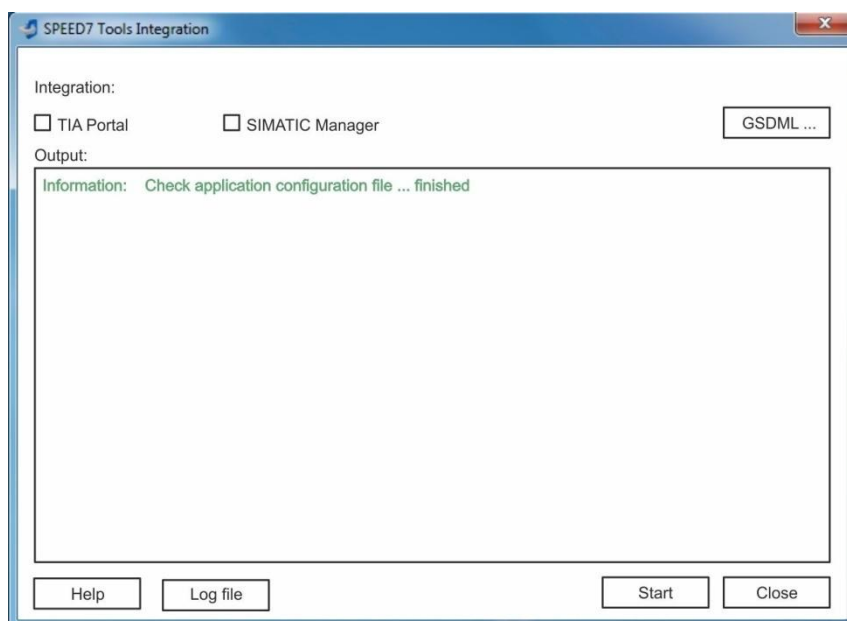 SPEED7 Tools Integration
Integration:
TIA Portal SIMATIC Manager GSDML ...
Output:
Information: Check application configuration file ... finished
Help Log file Start Close